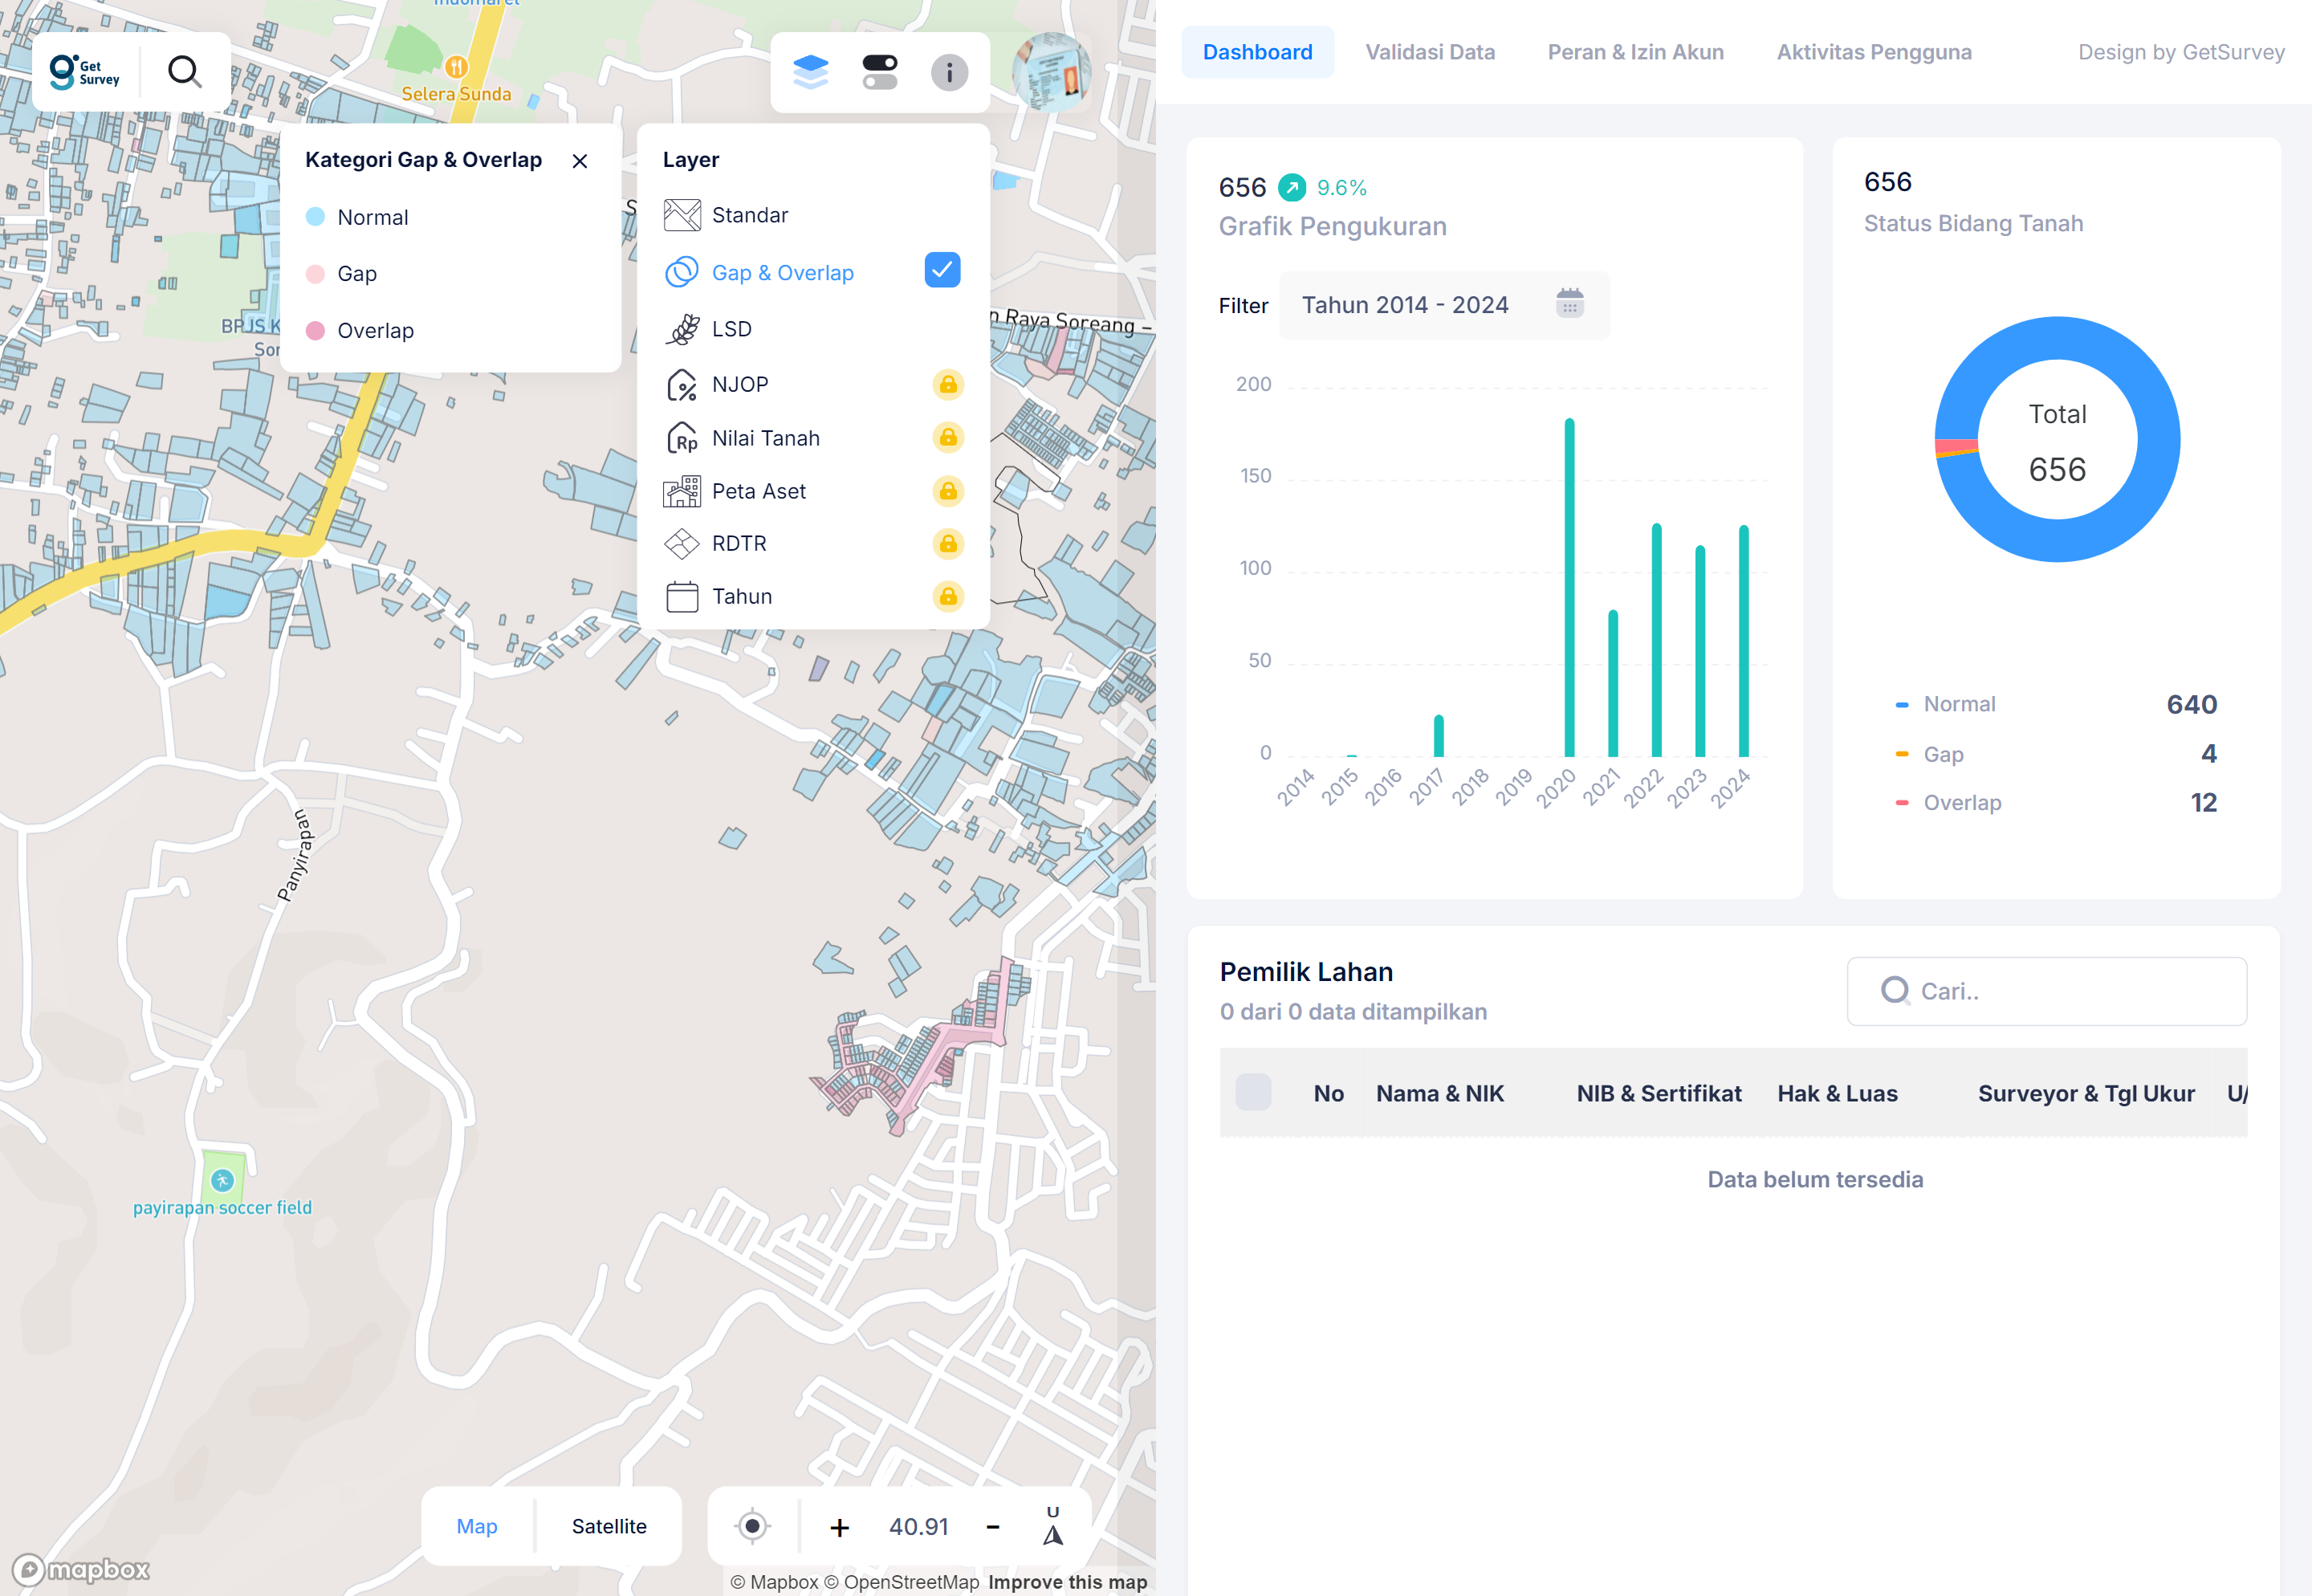 Indomaret
Get
Survey
Selera Sunda
Kategori Gap & Overlap
Normal
Gap
Overlap
Layer
Standar
Gap & Overlap
LSD
NJOP
Nilai Tanah
Peta Aset
RDTR
Tahun
n Raya Soreang –
BPJS K
Sor
Panyirapan
payirapan soccer field
Map
Satellite
+
40.91
-
U
mapbox
© Mapbox © OpenStreetMap Improve this map
Dashboard
Validasi Data
Peran & Izin Akun
Aktivitas Pengguna
Design by GetSurvey
656
9.6%
Grafik Pengukuran
Filter
Tahun 2014 - 2024
200
150
100
50
0
2014
2015
2016
2017
2018
2019
2020
2021
2022
2023
2024
656
Status Bidang Tanah
Total
656
Normal 640
Gap 4
Overlap 12
Pemilik Lahan
0 dari 0 data ditampilkan
Cari..
No Nama & NIK NIB & Sertifikat Hak & Luas Surveyor & Tgl Ukur U/
Data belum tersedia